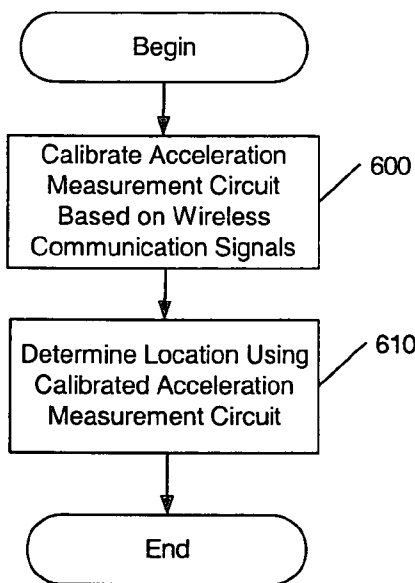 Begin
Calibrate Acceleration
Measurement Circuit
Based on Wireless
Communication Signals
600
Determine Location Using
Calibrated Acceleration
Measurement Circuit
610
End